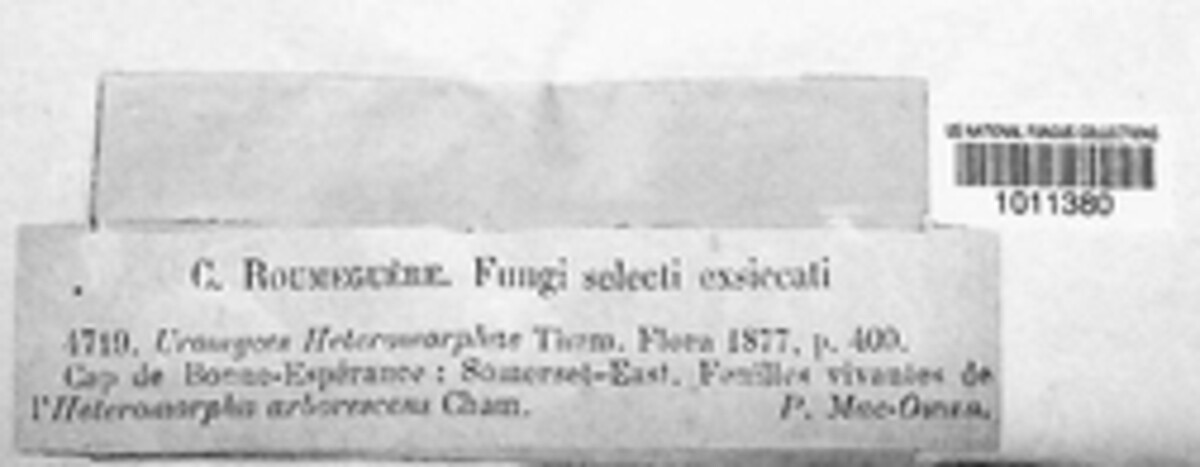 US NATIONAL FUNGUS COLLECTIONS
1011380
C. ROUMEGUÈRE. Fungi selecti exsiccati
4719. Uromyces Heteromorphae Thüm. Flora 1877, p. 409.
Cap de Bonne-Espérance : Somerset-East. Feuilles vivantes de
l'Heteromorpha arborescens Cham. P. Mac-Owan.